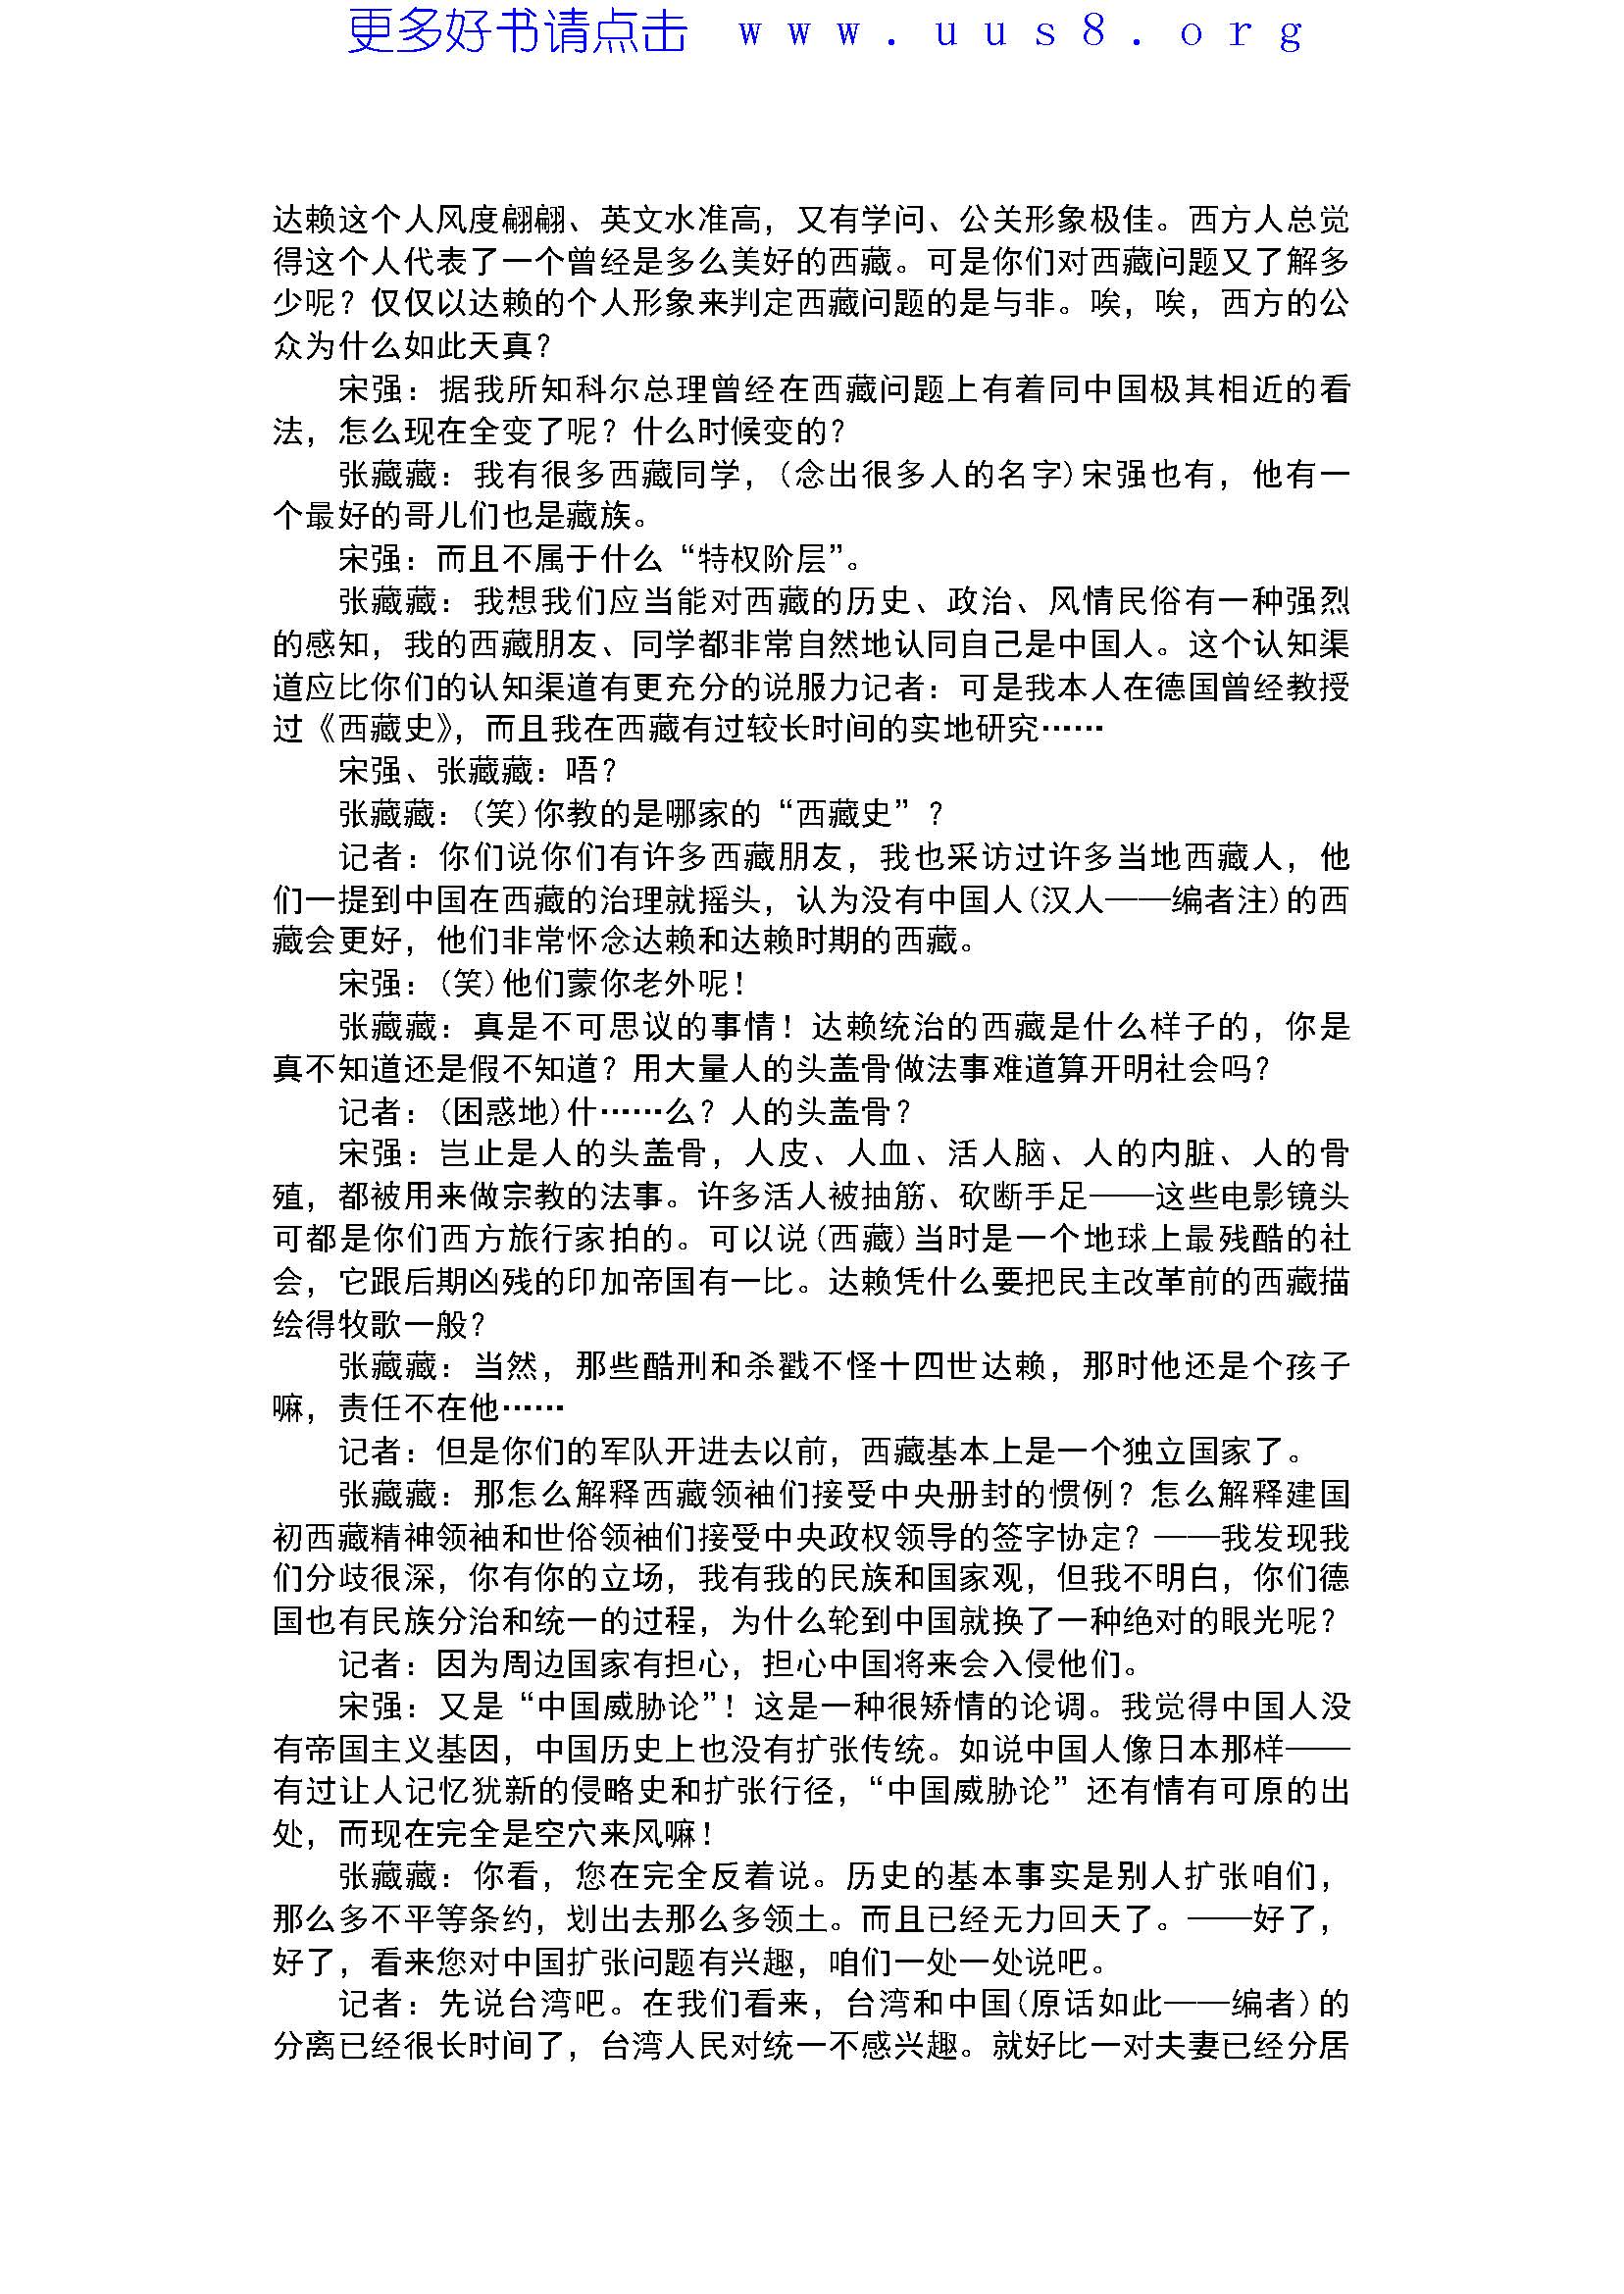 更多好书请点击 www.uus8.org
达赖这个人风度翩翩、英文水准高，又有学问、公关形象极佳。西方人总觉
得这个人代表了一个曾经是多么美好的西藏。可是你们对西藏问题又了解多
少呢？仅仅以达赖的个人形象来判定西藏问题的是与非。唉，唉，西方的公
众为什么如此天真？
宋强：据我所知科尔总理曾经在西藏问题上有着同中国极其相近的看
法，怎么现在全变了呢？什么时候变的？
张藏藏：我有很多西藏同学，(念出很多人的名字)宋强也有，他有一
个最好的哥儿们也是藏族。
宋强：而且不属于什么“特权阶层”。
张藏藏：我想我们应当能对西藏的历史、政治、风情民俗有一种强烈
的感知，我的西藏朋友、同学都非常自然地认同自己是中国人。这个认知渠
道应比你们的认知渠道有更充分的说服力记者：可是我本人在德国曾经教授
过《西藏史》，而且我在西藏有过较长时间的实地研究……
宋强、张藏藏：唔？
张藏藏：(笑)你教的是哪家的“西藏史”？
记者：你们说你们有许多西藏朋友，我也采访过许多当地西藏人，他
们一提到中国在西藏的治理就摇头，认为没有中国人(汉人——编者注)的西
藏会更好，他们非常怀念达赖和达赖时期的西藏。
宋强：(笑)他们蒙你老外呢！
张藏藏：真是不可思议的事情！达赖统治的西藏是什么样子的，你是
真不知道还是假不知道？用大量人的头盖骨做法事难道算开明社会吗？
记者：(困惑地)什……么？人的头盖骨？
宋强：岂止是人的头盖骨，人皮、人血、活人脑、人的内脏、人的骨
殖，都被用来做宗教的法事。许多活人被抽筋、砍断手足——这些电影镜头
可都是你们西方旅行家拍的。可以说(西藏)当时是一个地球上最残酷的社
会，它跟后期凶残的印加帝国有一比。达赖凭什么要把民主改革前的西藏描
绘得牧歌一般？
张藏藏：当然，那些酷刑和杀戳不怪十四世达赖，那时他还是个孩子
嘛，责任不在他……
记者：但是你们的军队开进去以前，西藏基本上是一个独立国家了。
张藏藏：那怎么解释西藏领袖们接受中央册封的惯例？怎么解释建国
初西藏精神领袖和世俗领袖们接受中央政权领导的签字协定？——我发现我
们分歧很深，你有你的立场，我有我的民族和国家观，但我不明白，你们德
国也有民族分治和统一的过程，为什么轮到中国就换了一种绝对的眼光呢？
记者：因为周边国家有担心，担心中国将来会入侵他们。
宋强：又是“中国威胁论”！这是一种很矫情的论调。我觉得中国人没
有帝国主义基因，中国历史上也没有扩张传统。如说中国人像日本那样——
有过让人记忆犹新的侵略史和扩张行径，“中国威胁论”还有情有可原的出
处，而现在完全是空穴来风嘛！
张藏藏：你看，您在完全反着说。历史的基本事实是别人扩张咱们，
那么多不平等条约，划出去那么多领土。而且已经无力回天了。——好了，
好了，看来您对中国扩张问题有兴趣，咱们一处一处说吧。
记者：先说台湾吧。在我们看来，台湾和中国(原话如此——编者)的
分离已经很长时间了，台湾人民对统一不感兴趣。就好比一对夫妻已经分居